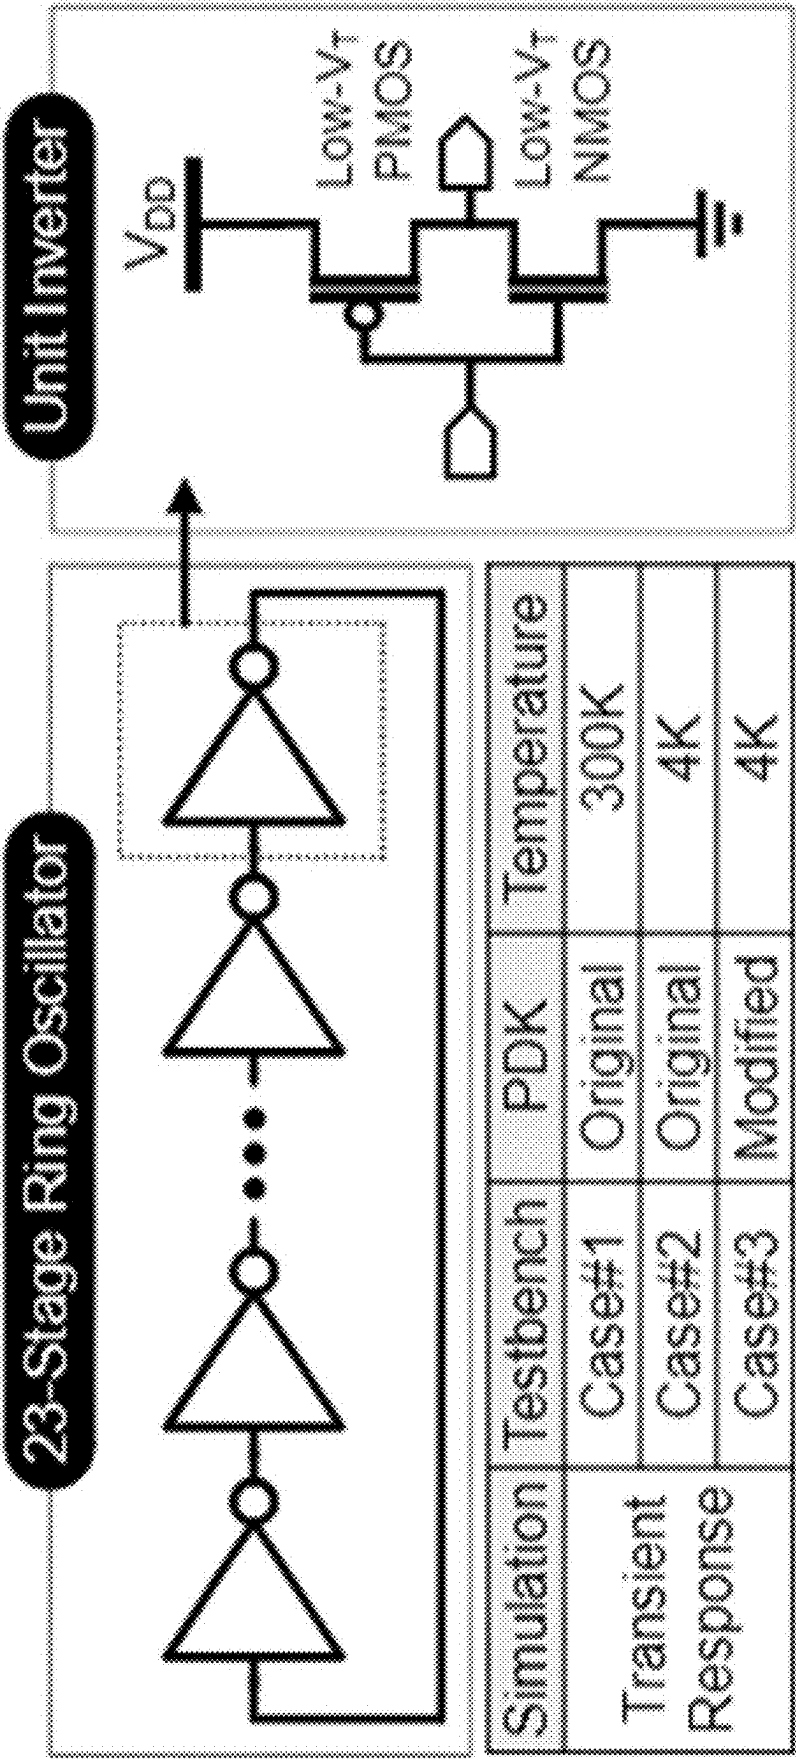 23-Stage Ring Oscillator
Unit Inverter
VDD
Low-VT
PMOS
Low-VT
NMOS
Simulation Testbench PDK Temperature
Transient
Response
Case#1 Original 300K
Case#2 Original 4K
Case#3 Modified 4K